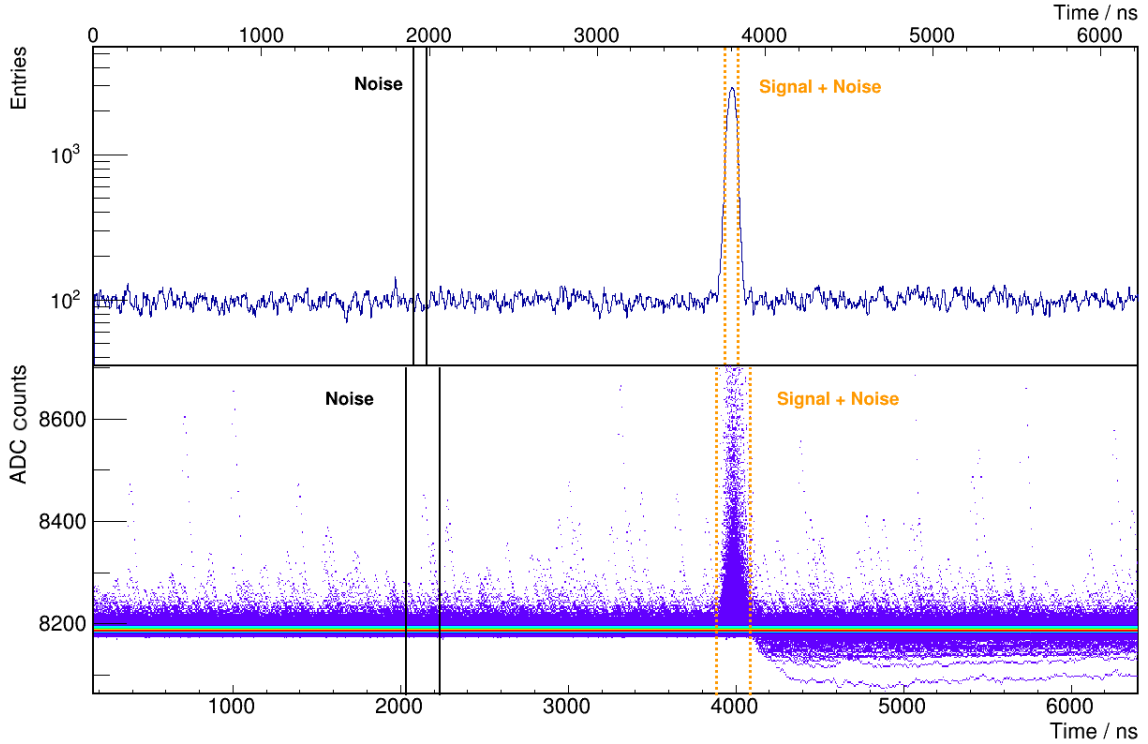 Time / ns
0 1000 2000 3000 4000 5000 6000
Entries
Noise
Signal + Noise
10³
10²
ADC counts
Noise
Signal + Noise
8600
8400
8200
1000 2000 3000 4000 5000 6000
Time / ns